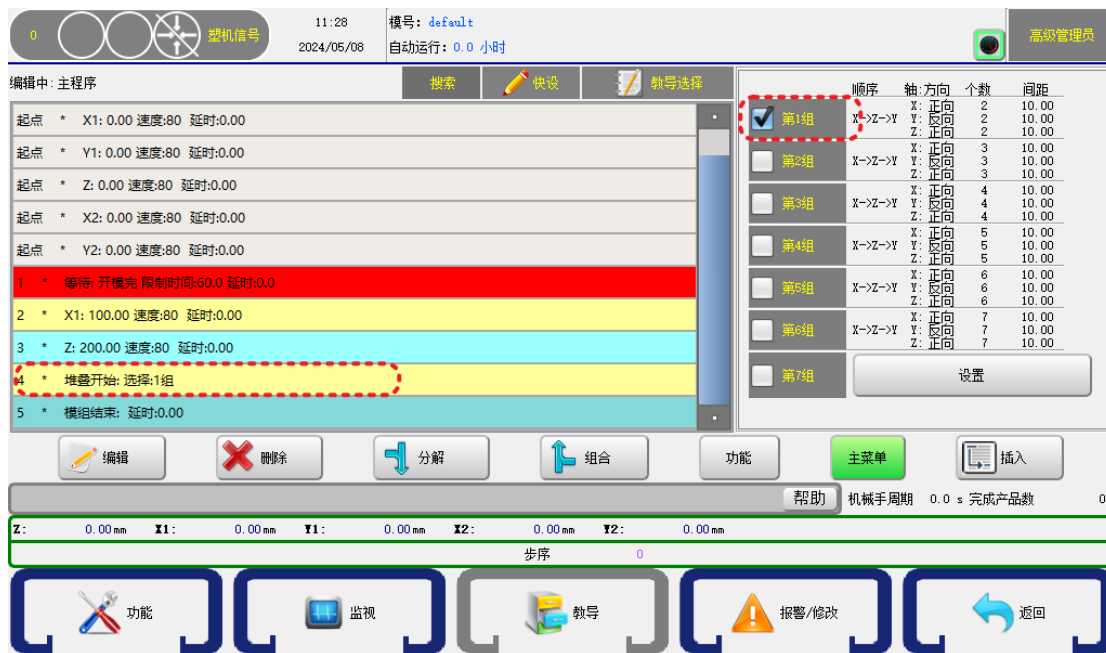 0 塑机信号 11:28 模号: default 高级管理员
2024/05/08 自动运行: 0.0 小时
编辑中: 主程序 搜索 快设 教导选择
起点 * X1: 0.00 速度:80 延时:0.00
起点 * Y1: 0.00 速度:80 延时:0.00
起点 * Z: 0.00 速度:80 延时:0.00
起点 * X2: 0.00 速度:80 延时:0.00
起点 * Y2: 0.00 速度:80 延时:0.00
1 * 等待: 开模完 限制时间:60.0 延时:0.0
2 * X1: 100.00 速度:80 延时:0.00
3 * Z: 200.00 速度:80 延时:0.00
4 * 堆叠开始: 选择:1组
5 * 模组结束: 延时:0.00
顺序 轴:方向 个数 间距
X: 正向 2 10.00
第1组 X->Z->Y Y: 反向 2 10.00
Z: 正向 2 10.00
X: 正向 3 10.00
第2组 X->Z->Y Y: 反向 3 10.00
Z: 正向 3 10.00
X: 正向 4 10.00
第3组 X->Z->Y Y: 反向 4 10.00
Z: 正向 4 10.00
X: 正向 5 10.00
第4组 X->Z->Y Y: 反向 5 10.00
Z: 正向 5 10.00
X: 正向 6 10.00
第5组 X->Z->Y Y: 反向 6 10.00
Z: 正向 6 10.00
X: 正向 7 10.00
第6组 X->Z->Y Y: 反向 7 10.00
Z: 正向 7 10.00
第7组 设置
编辑 删除 分解 组合 功能 主菜单 插入
帮助 机械手周期 0.0 s 完成产品数 0
Z: 0.00mm X1: 0.00mm Y1: 0.00mm X2: 0.00mm Y2: 0.00mm
步序 0
功能 监视 教导 报警/修改 返回